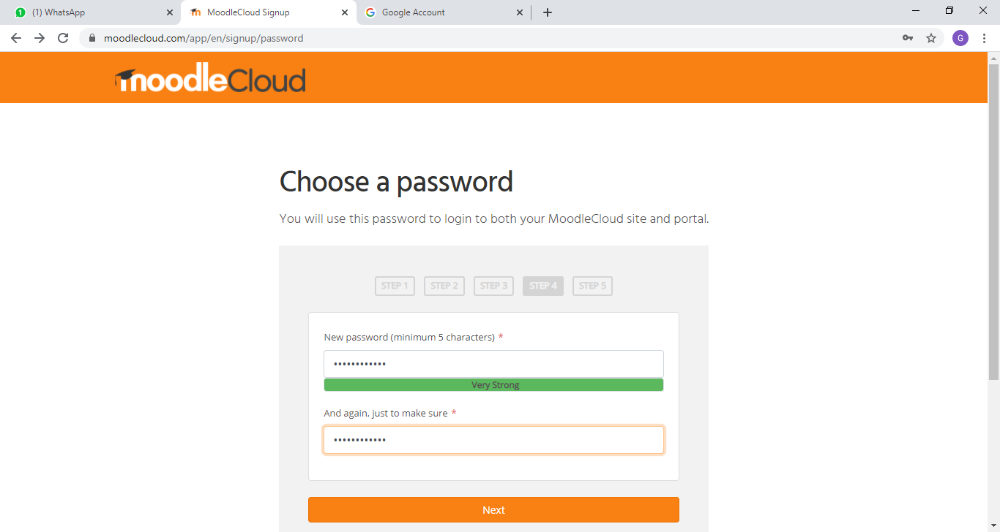 (1) WhatsApp
MoodleCloud Signup
Google Account
moodlecloud.com/app/en/signup/password
G
moodleCloud
Choose a password
You will use this password to login to both your MoodleCloud site and portal.
STEP 1 STEP 2 STEP 3 STEP 4 STEP 5
New password (minimum 5 characters) *
••••••••••••
Very Strong
And again, just to make sure *
••••••••••••
Next